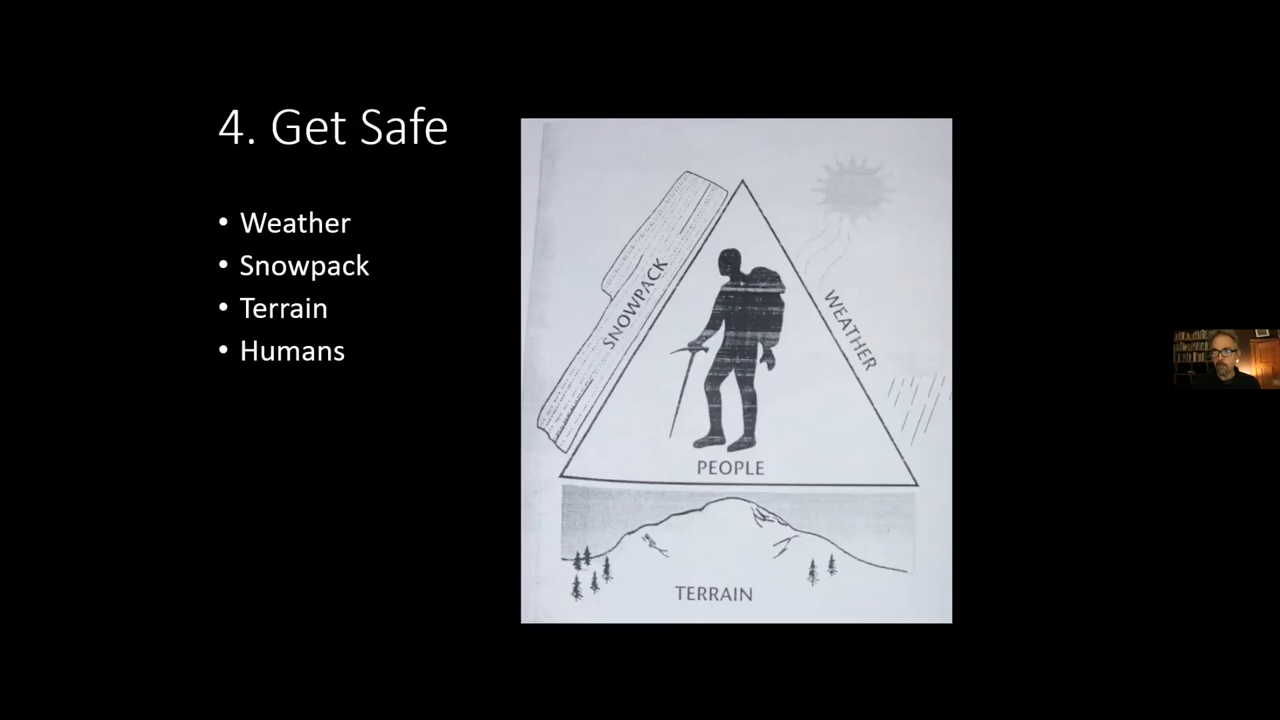 4. Get Safe
• Weather
• Snowpack
• Terrain
• Humans
SNOWPACK
WEATHER
PEOPLE
TERRAIN